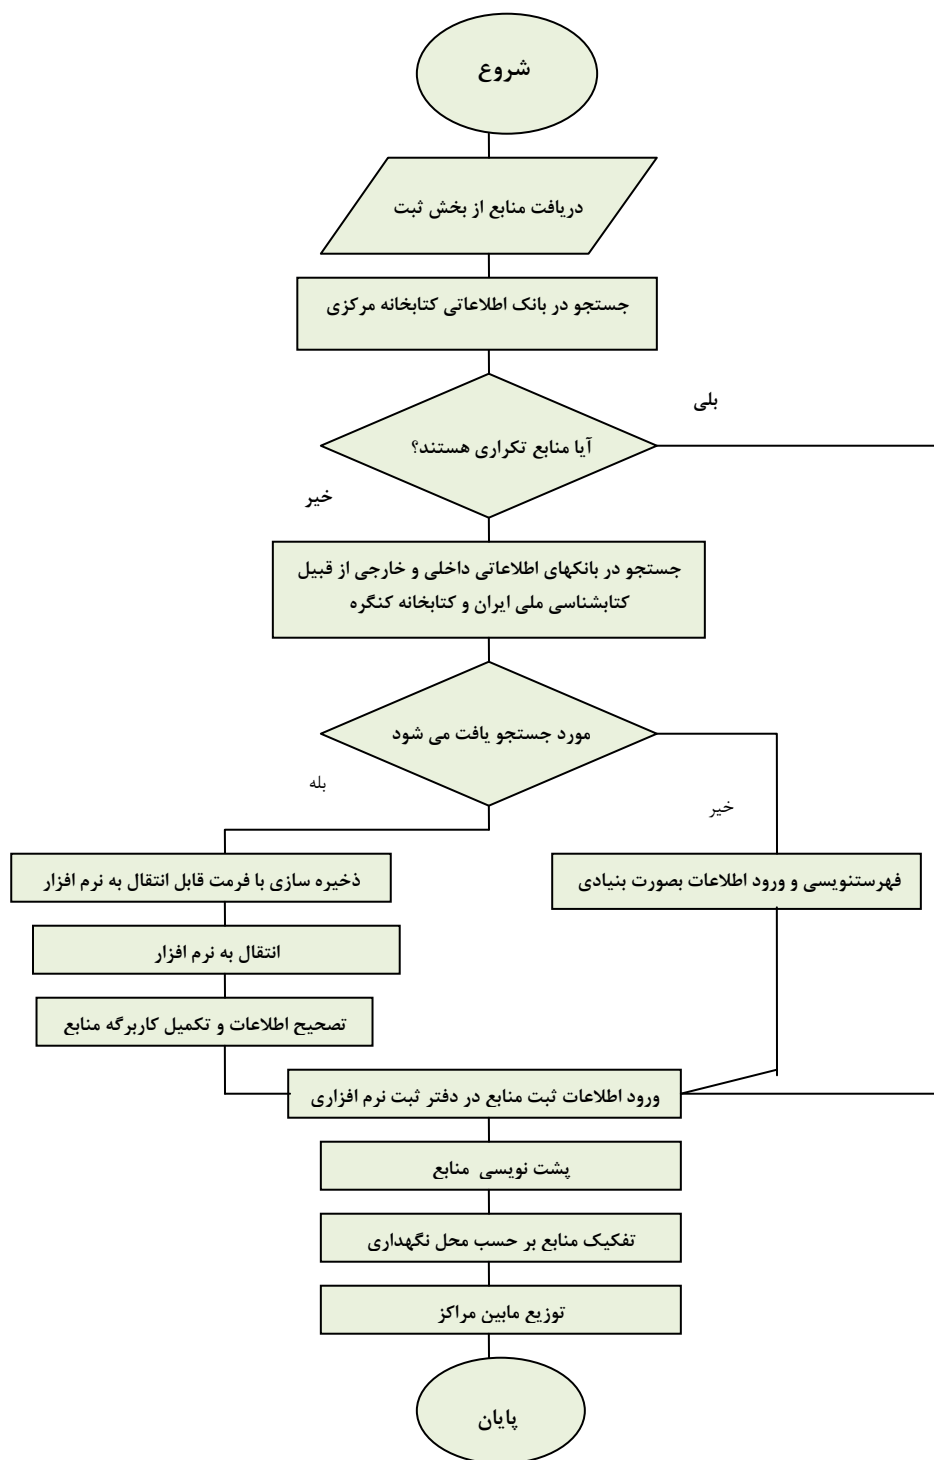 شروع
دریافت منابع از بخش ثبت
جستجو در بانک اطلاعاتی کتابخانه مرکزی
بلی
آیا منابع تکراری هستند؟
خیر
جستجو در بانکهای اطلاعاتی داخلی و خارجی از قبیل
کتابشناسی ملی ایران و کتابخانه کنگره
مورد جستجو یافت می شود
بله
خیر
فهرستنویسی و ورود اطلاعات بصورت بنیادی
ذخیره سازی با فرمت قابل انتقال به نرم افزار
انتقال به نرم افزار
تصحیح اطلاعات و تکمیل کاربرگه منابع
ورود اطلاعات ثبت منابع در دفتر ثبت نرم افزاری
پشت نویسی منابع
تفکیک منابع بر حسب محل نگهداری
توزیع مابین مراکز
پایان